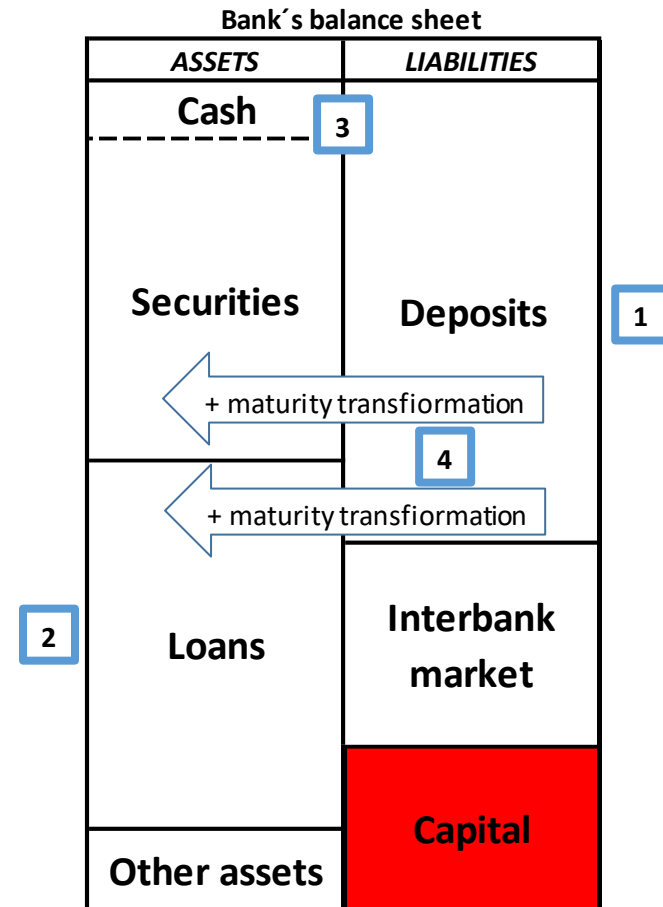 Bank´s balance sheet
ASSETS
LIABILITIES
Cash
3
Securities
Deposits
1
+ maturity transfiormation
4
+ maturity transfiormation
2
Loans
Interbank
market
Capital
Other assets